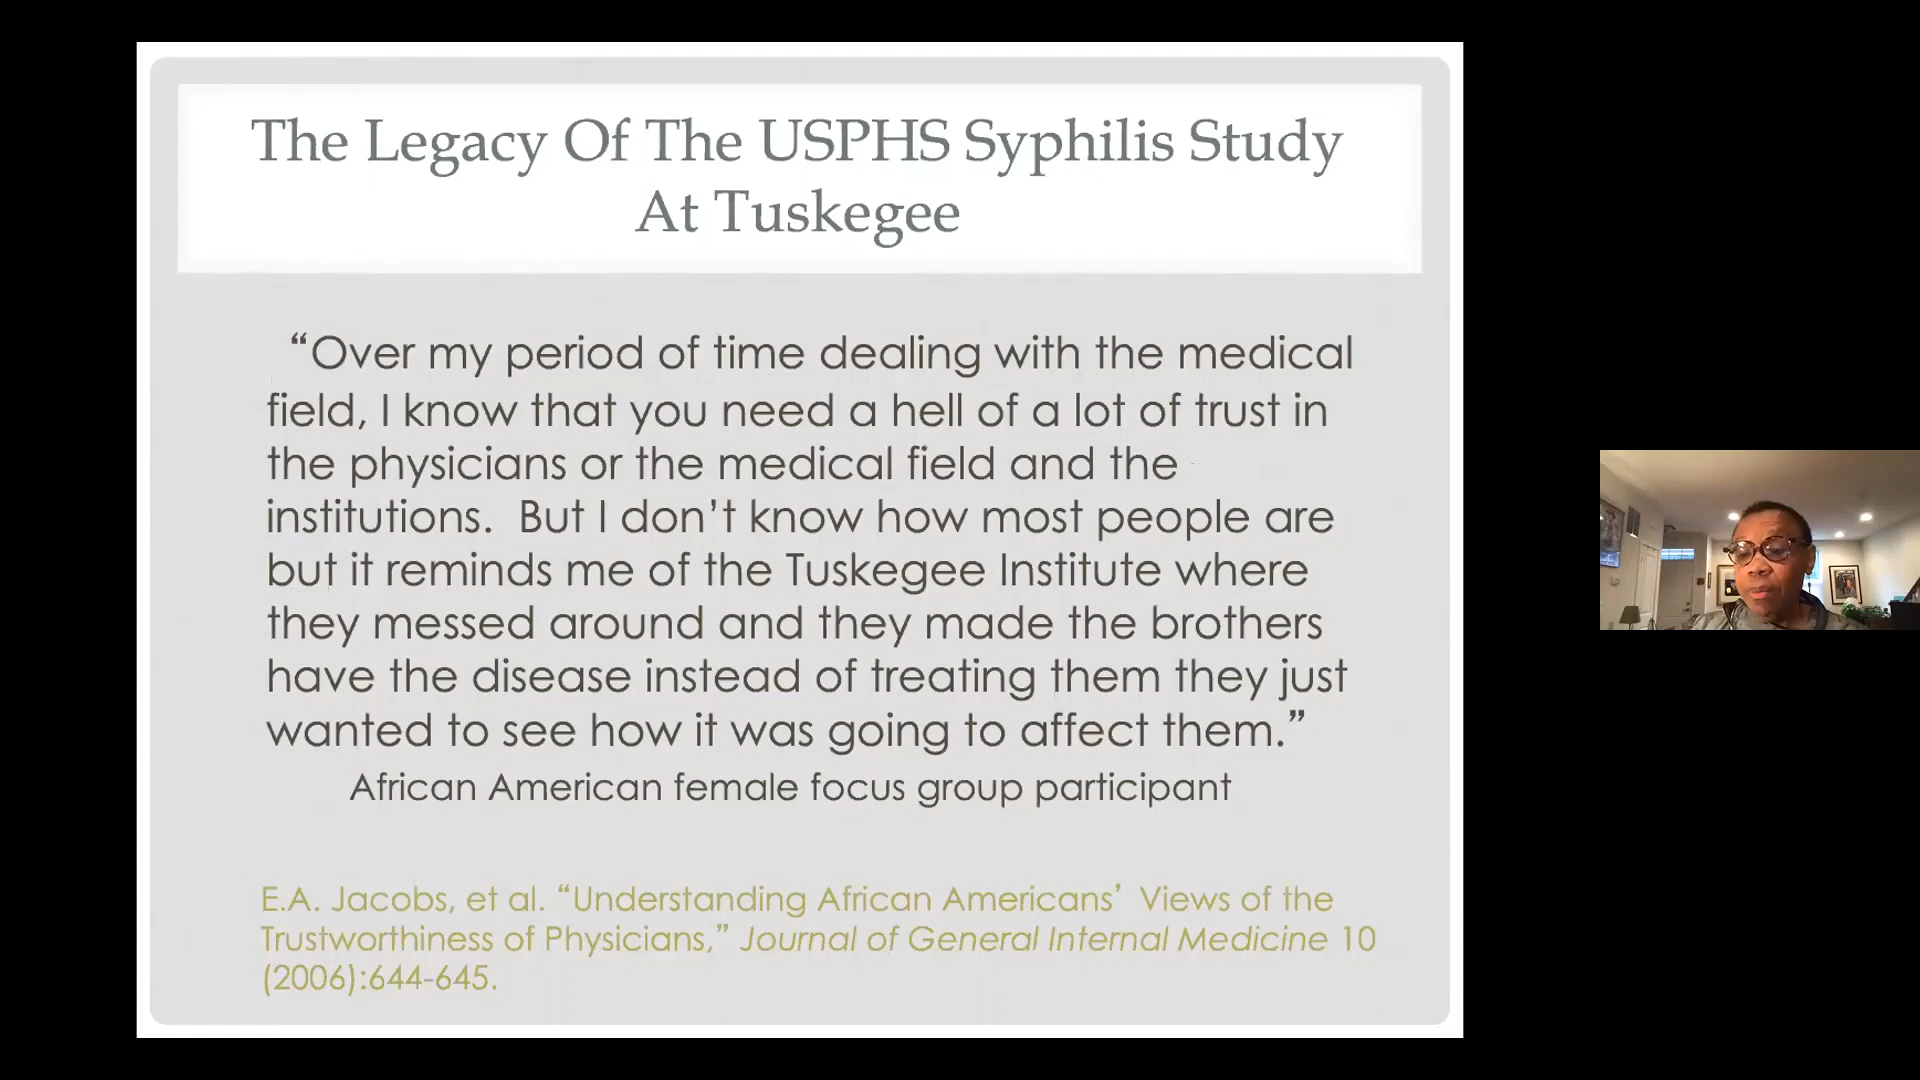 The Legacy Of The USPHS Syphilis Study
At Tuskegee
“Over my period of time dealing with the medical
field, I know that you need a hell of a lot of trust in
the physicians or the medical field and the
institutions.  But I don’t know how most people are
but it reminds me of the Tuskegee Institute where
they messed around and they made the brothers
have the disease instead of treating them they just
wanted to see how it was going to affect them.”
African American female focus group participant
E.A. Jacobs, et al. “Understanding African Americans’ Views of the
Trustworthiness of Physicians,” Journal of General Internal Medicine 10
(2006):644-645.